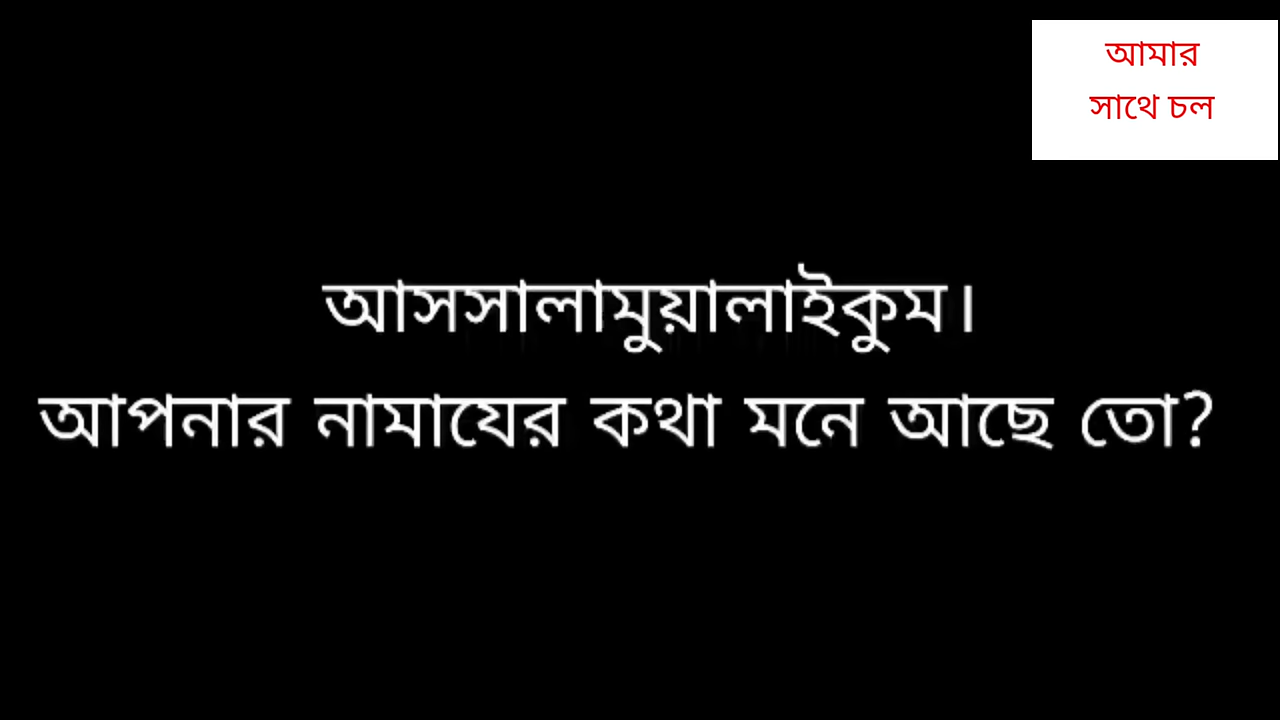 আমার
সাথে চল
আসসালামুয়ালাইকুম।
আপনার নামাযের কথা মনে আছে তো?